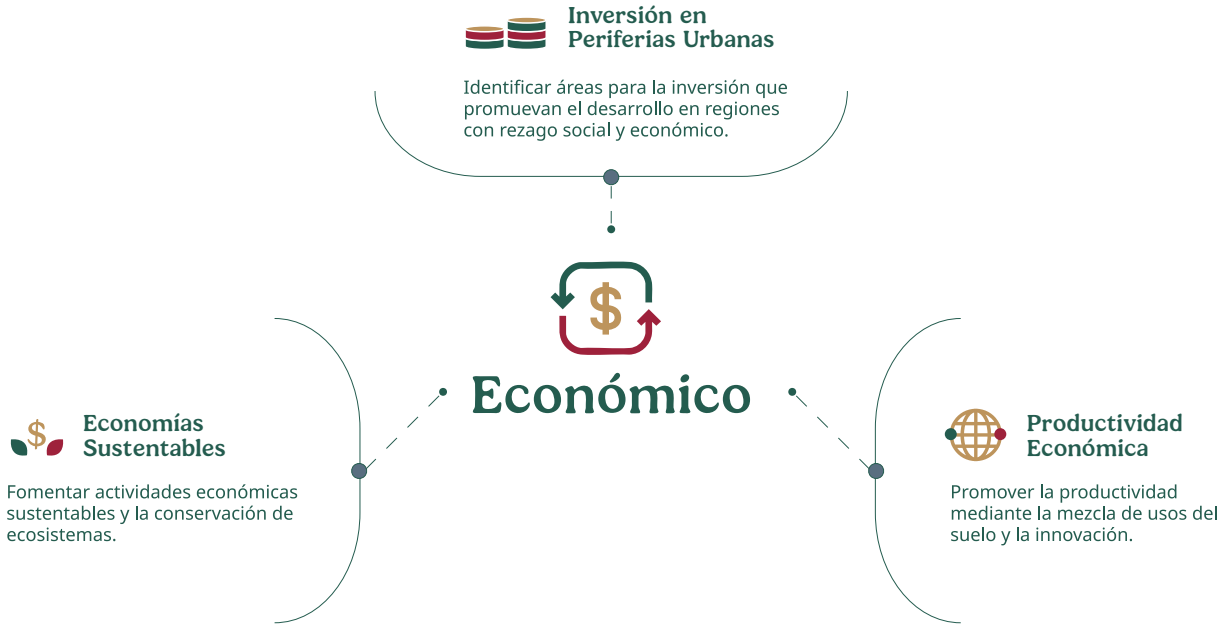 Inversión en
Periferias Urbanas
Identificar áreas para la inversión que
promuevan el desarrollo en regiones
con rezago social y económico.
$
Económico
$
Economías
Sustentables
Fomentar actividades económicas
sustentables y la conservación de
ecosistemas.
Productividad
Económica
Promover la productividad
mediante la mezcla de usos del
suelo y la innovación.